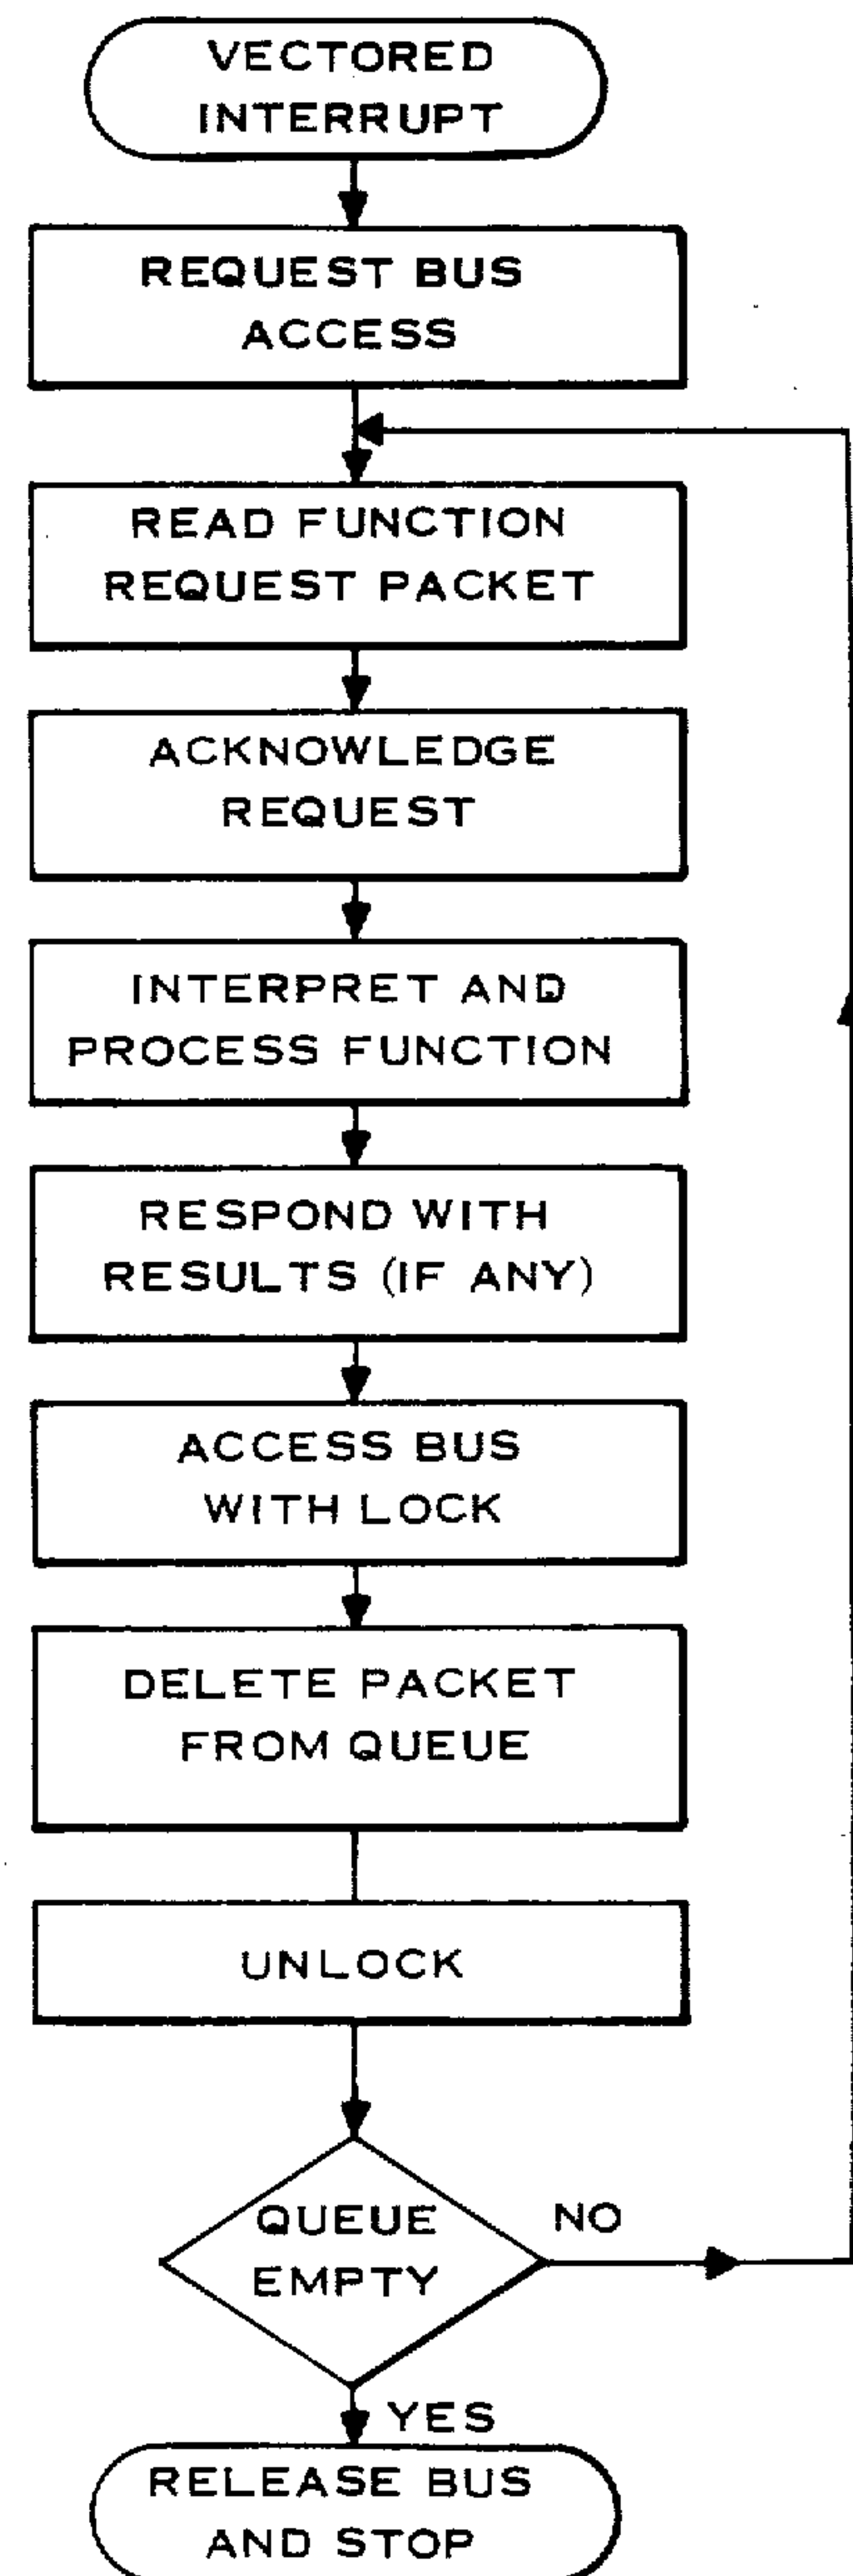 VECTORED
INTERRUPT
REQUEST BUS
ACCESS
READ FUNCTION
REQUEST PACKET
ACKNOWLEDGE
REQUEST
INTERPRET AND
PROCESS FUNCTION
RESPOND WITH
RESULTS (IF ANY)
ACCESS BUS
WITH LOCK
DELETE PACKET
FROM QUEUE
UNLOCK
QUEUE
EMPTY
NO
YES
RELEASE BUS
AND STOP